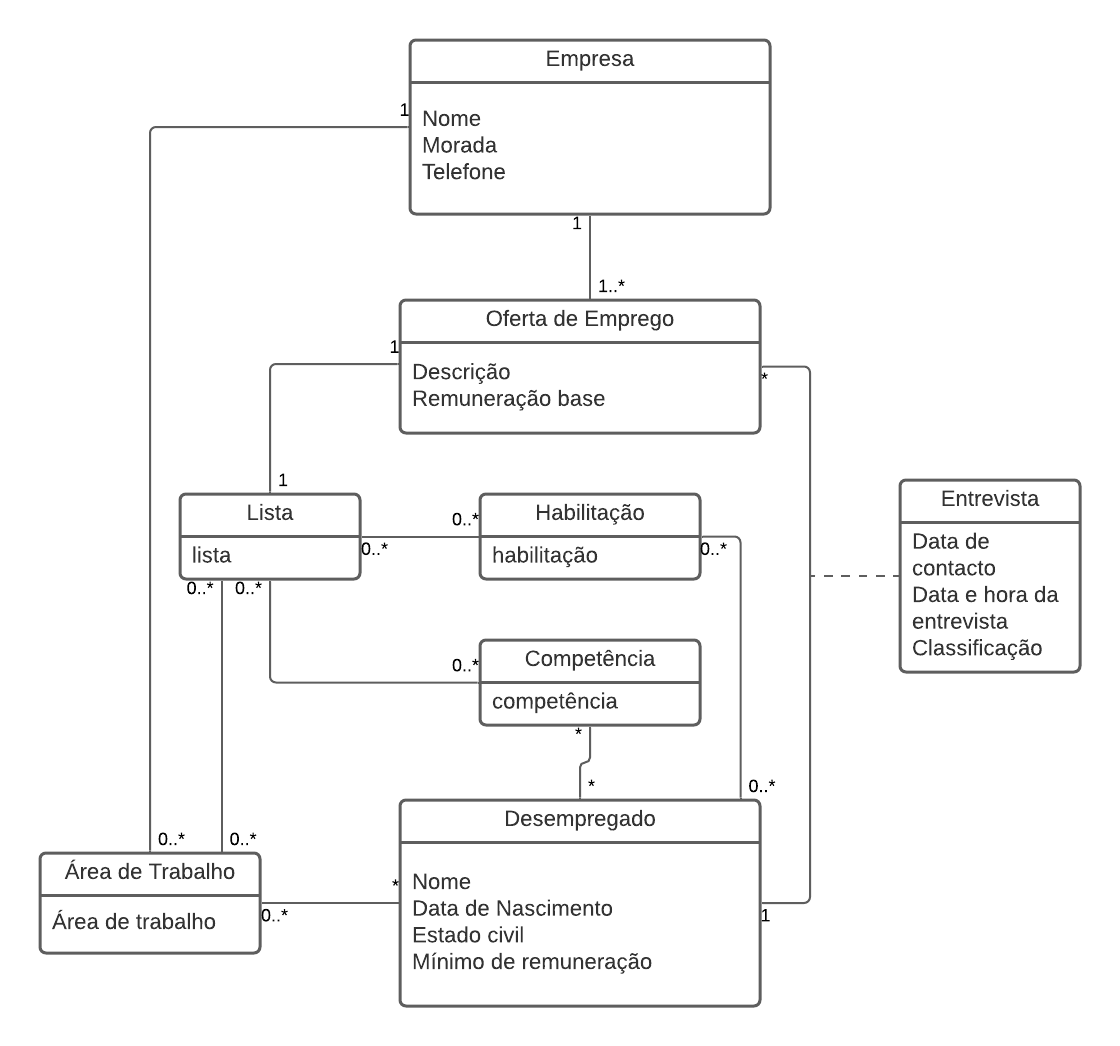 Empresa
1
Nome
Morada
Telefone
1
1..*
Oferta de Emprego
1
Descrição
Remuneração base
*
1
Lista
lista
0..*
0..*
Habilitação
habilitação
0..*
Entrevista
Data de
contacto
Data e hora da
entrevista
Classificação
0..*
0..*
0..*
Competência
competência
*
*
0..*
0..*
0..*
Área de Trabalho
Área de trabalho
0..*
*
Desempregado
Nome
Data de Nascimento
Estado civil
Mínimo de remuneração
1